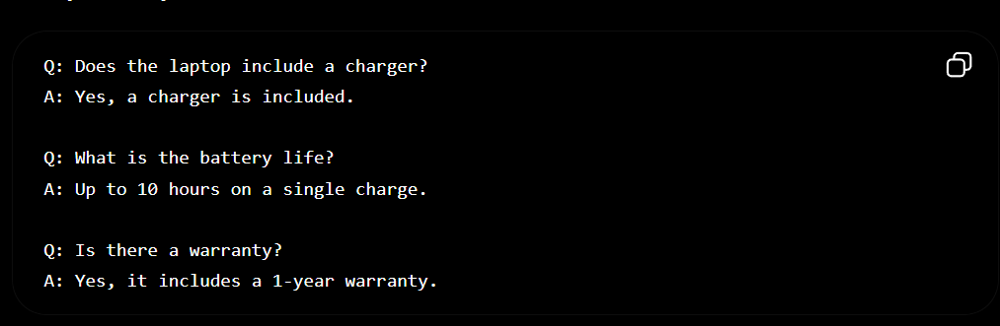 Q: Does the laptop include a charger?
A: Yes, a charger is included.
Q: What is the battery life?
A: Up to 10 hours on a single charge.
Q: Is there a warranty?
A: Yes, it includes a 1-year warranty.